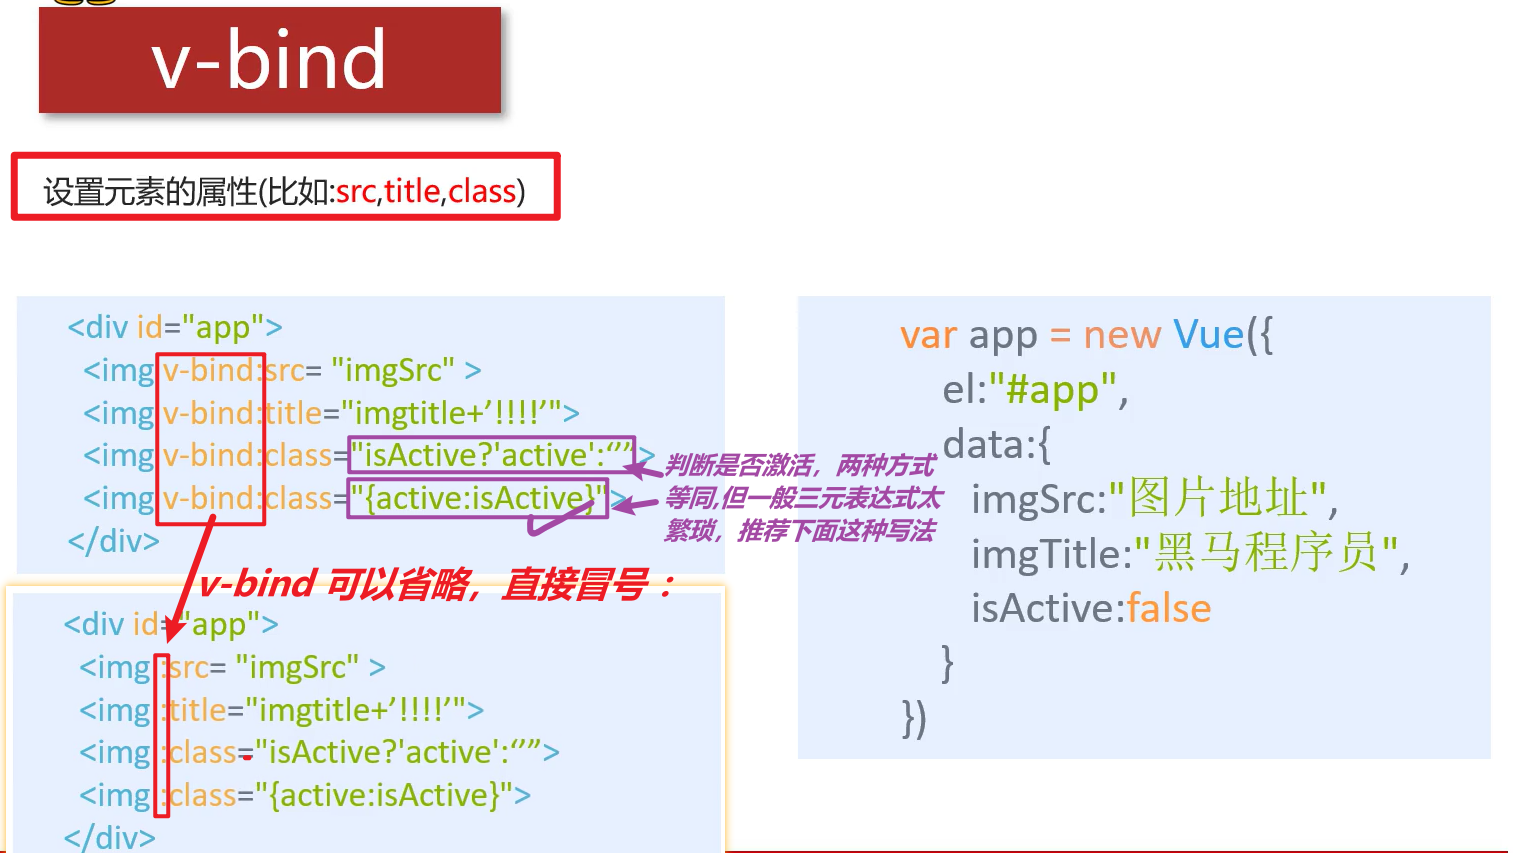 v-bind
设置元素的属性(比如:src,title,class)
<div id="app">
<img v-bind:src= "imgSrc" >
<img v-bind:title="imgtitle+’!!!!’">
<img v-bind:class="isActive?'active':‘’”>
<img v-bind:class="{active:isActive}">
</div>
判断是否激活，两种方式
等同,但一般三元表达式太
繁琐，推荐下面这种写法
v-bind 可以省略，直接冒号：
<div id="app">
<img :src= "imgSrc" >
<img :title="imgtitle+’!!!!’">
<img :class="isActive?'active':‘’”>
<img :class="{active:isActive}">
</div>
var app = new Vue({
el:"#app",
data:{
imgSrc:"图片地址",
imgTitle:"黑马程序员",
isActive:false
}
})